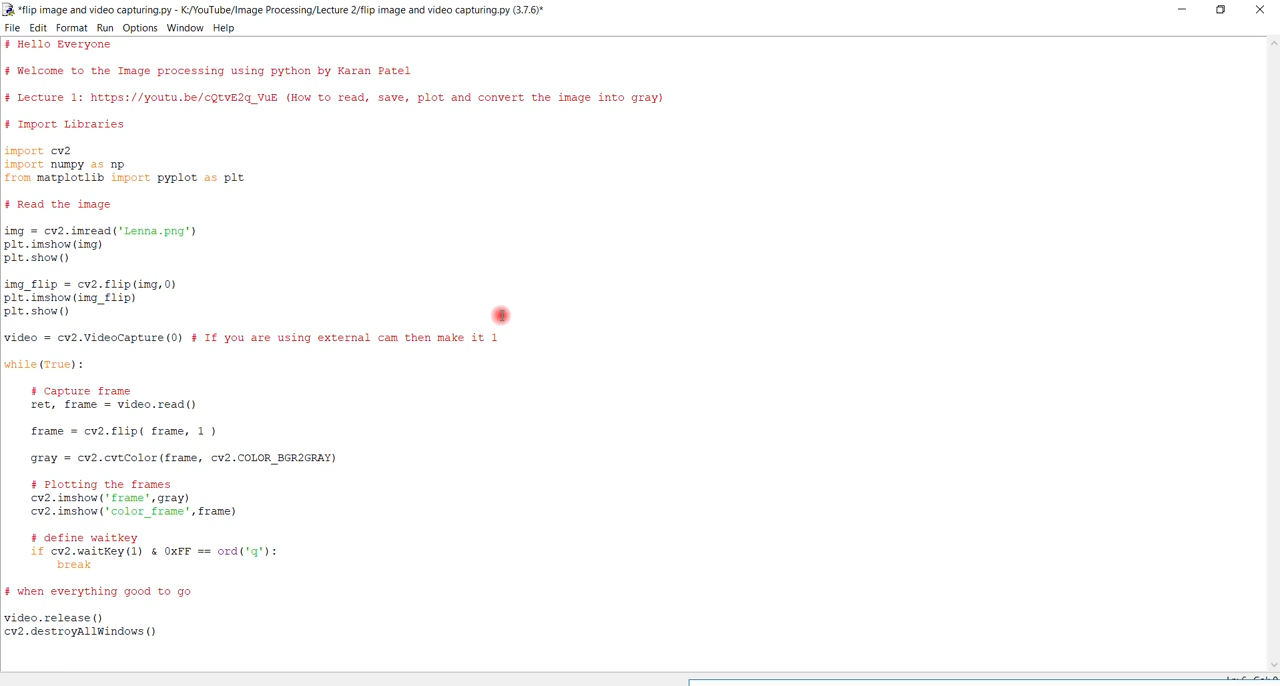 *flip image and video capturing.py - K:/YouTube/Image Processing/Lecture 2/flip image and video capturing.py (3.7.6)*
File Edit Format Run Options Window Help
# Hello Everyone
# Welcome to the Image processing using python by Karan Patel
# Lecture 1: https://youtu.be/cQtvE2q_VuE (How to read, save, plot and convert the image into gray)
# Import Libraries
import cv2
import numpy as np
from matplotlib import pyplot as plt
# Read the image
img = cv2.imread('Lenna.png')
plt.imshow(img)
plt.show()
img_flip = cv2.flip(img,0)
plt.imshow(img_flip)
plt.show()
video = cv2.VideoCapture(0) # If you are using external cam then make it 1
while(True):
# Capture frame
ret, frame = video.read()
frame = cv2.flip( frame, 1 )
gray = cv2.cvtColor(frame, cv2.COLOR_BGR2GRAY)
# Plotting the frames
cv2.imshow('frame',gray)
cv2.imshow('color_frame',frame)
# define waitkey
if cv2.waitKey(1) & 0xFF == ord('q'):
break
# when everything good to go
video.release()
cv2.destroyAllWindows()